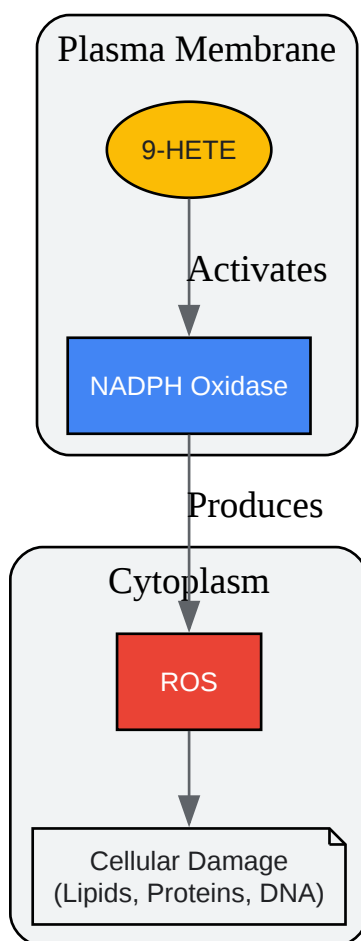 Plasma Membrane
9-HETE
Activates
NADPH Oxidase
Produces
Cytoplasm
ROS
Cellular Damage
(Lipids, Proteins, DNA)